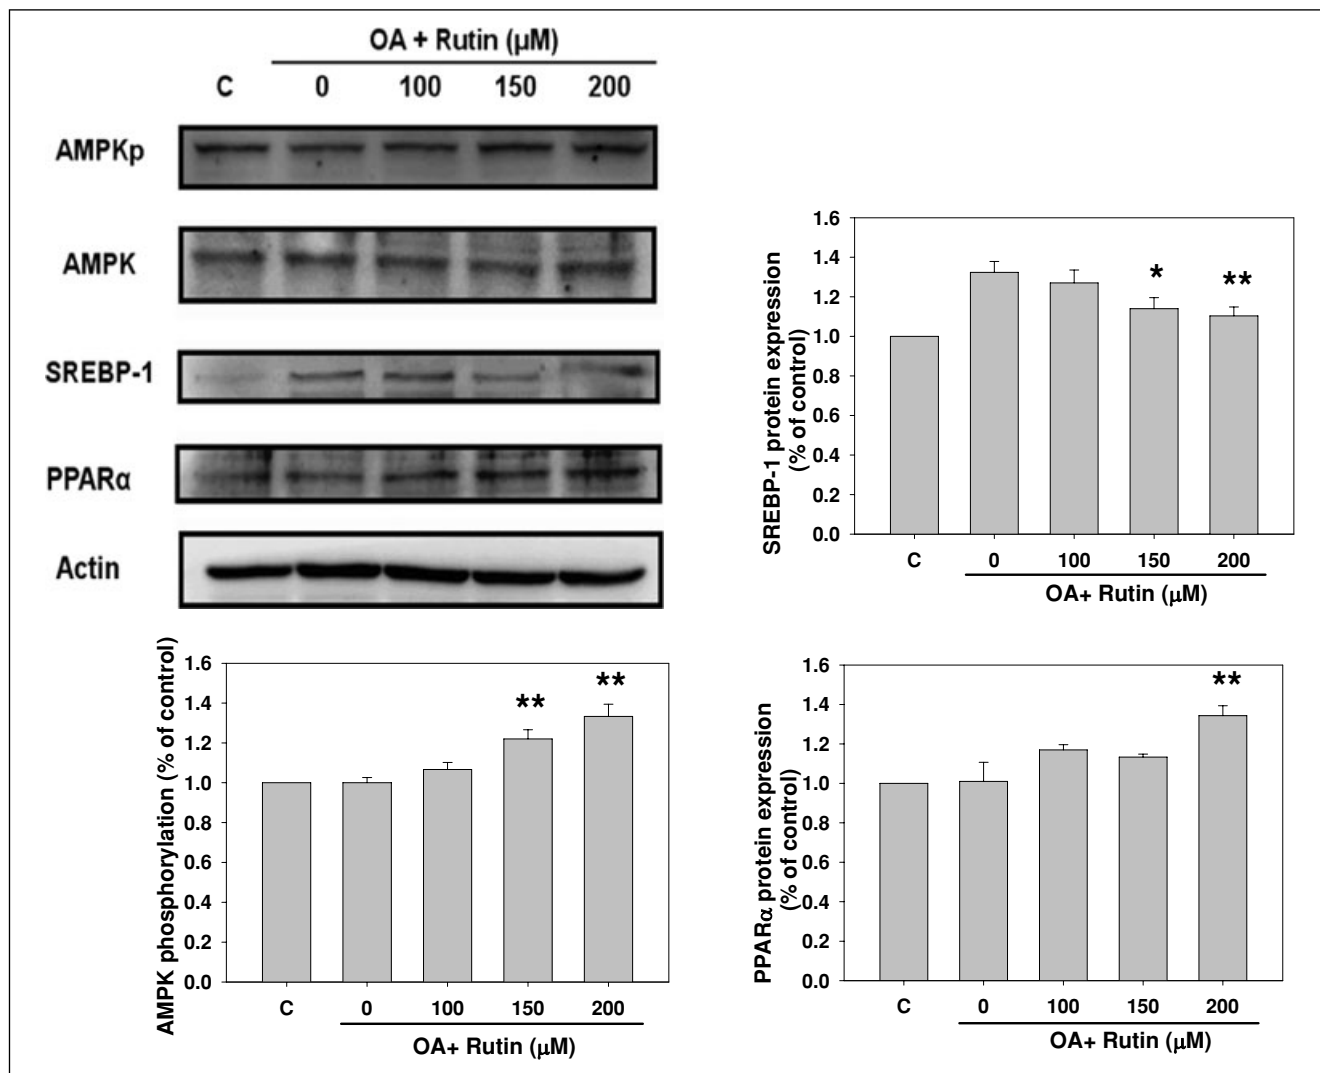 OA + Rutin (µM)
C 0 100 150 200
AMPKp
AMPK
SREBP-1
PPARα
Actin
SREBP-1 protein expression
(% of control)
1.6
1.4
1.2
1.0
0.8
0.6
0.4
0.2
0.0
* **
C 0 100 150 200
OA+ Rutin (µM)
AMPK phosphorylation (% of control)
1.6
1.4
1.2
1.0
0.8
0.6
0.4
0.2
0.0
** **
C 0 100 150 200
OA+ Rutin (µM)
PPARα protein expression
(% of control)
1.6
1.4
1.2
1.0
0.8
0.6
0.4
0.2
0.0
**
C 0 100 150 200
OA+ Rutin (µM)